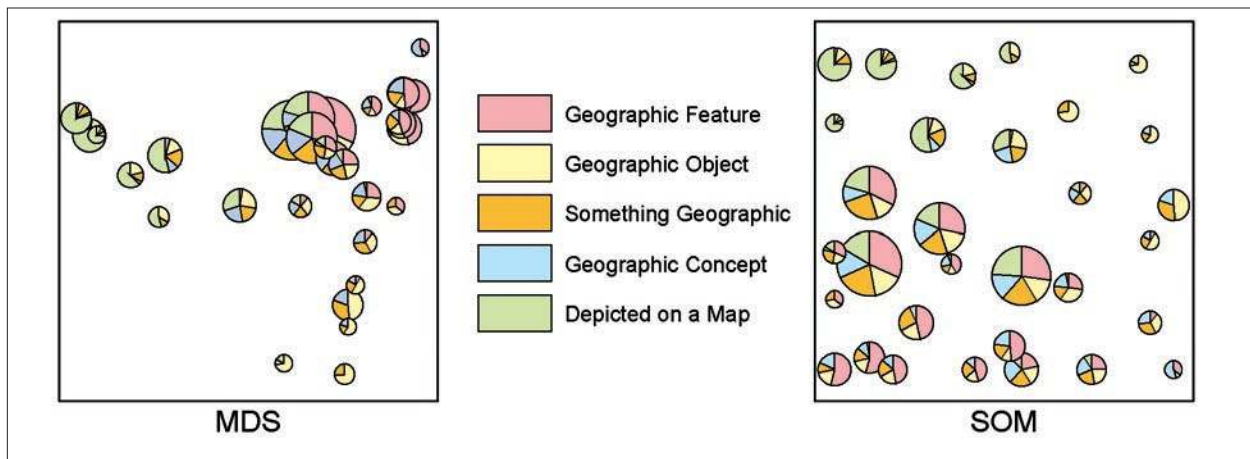 Geographic Feature
Geographic Object
Something Geographic
Geographic Concept
Depicted on a Map
MDS
SOM